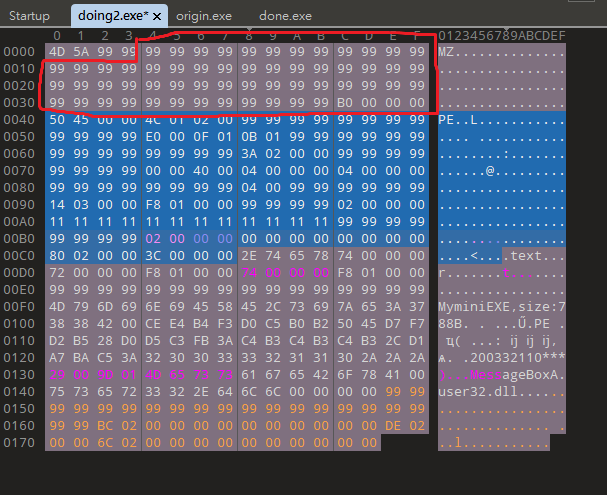 Startup doing2.exe* × origin.exe done.exe
0 1 2 3 4 5 6 7 8 9 A B C D E F 0123456789ABCDEF
0000 4D 5A 99 99 99 99 99 99 99 99 99 99 99 99 99 99 MZ..............
0010 99 99 99 99 99 99 99 99 99 99 99 99 99 99 99 99 ................
0020 99 99 99 99 99 99 99 99 99 99 99 99 99 99 99 99 ................
0030 99 99 99 99 99 99 99 99 99 99 99 99 B0 00 00 00 ................
0040 50 45 00 00 4C 01 02 00 99 99 99 99 99 99 99 99 PE..L...........
0050 99 99 99 99 E0 00 0F 01 0B 01 99 99 99 99 99 99 ................
0060 99 99 99 99 99 99 99 99 3A 02 00 00 99 99 99 99 ........:.......
0070 99 99 99 99 00 00 40 00 04 00 00 00 04 00 00 00 ......@.........
0080 99 99 99 99 99 99 99 99 04 00 99 99 99 99 99 99 ................
0090 14 03 00 00 F8 01 00 00 99 99 99 99 02 00 00 00 ................
00A0 11 11 11 11 11 11 11 11 11 11 11 11 99 99 99 99 ................
00B0 99 99 99 99 02 00 00 00 00 00 00 00 00 00 00 00 ................
00C0 80 02 00 00 3C 00 00 00 2E 74 65 78 74 00 00 00 ....<....text...
00D0 72 00 00 00 F8 01 00 00 74 00 00 00 F8 01 00 00 r.......t.......
00E0 99 99 99 99 99 99 99 99 99 99 99 99 99 99 99 99 ................
00F0 4D 79 6D 69 6E 69 45 58 45 2C 73 69 7A 65 3A 37 MyminiEXE,size:7
0100 38 38 42 00 CE E4 B4 F3 D0 C5 B0 B2 50 45 D7 F7 88B.
0110 D2 B5 28 D0 D5 C3 FB 3A C4 B3 C4 B3 C4 B3 2C D1
0120 A7 BA C5 3A 32 30 30 33 33 32 31 31 30 2A 2A 2A 200332110***
0130 29 00 9D 01 4D 65 73 73 61 67 65 42 6F 78 41 00 )...MessageBoxA.
0140 75 73 65 72 33 32 2E 64 6C 6C 00 00 00 00 99 99 user32.dll......
0150 99 99 99 99 99 99 99 99 99 99 99 99 99 99 99 99 ................
0160 99 99 BC 02 00 00 00 00 00 00 00 00 00 00 DE 02 ................
0170 00 00 6C 02 00 00 00 00 00 00 00 00 00 00 ..l...........